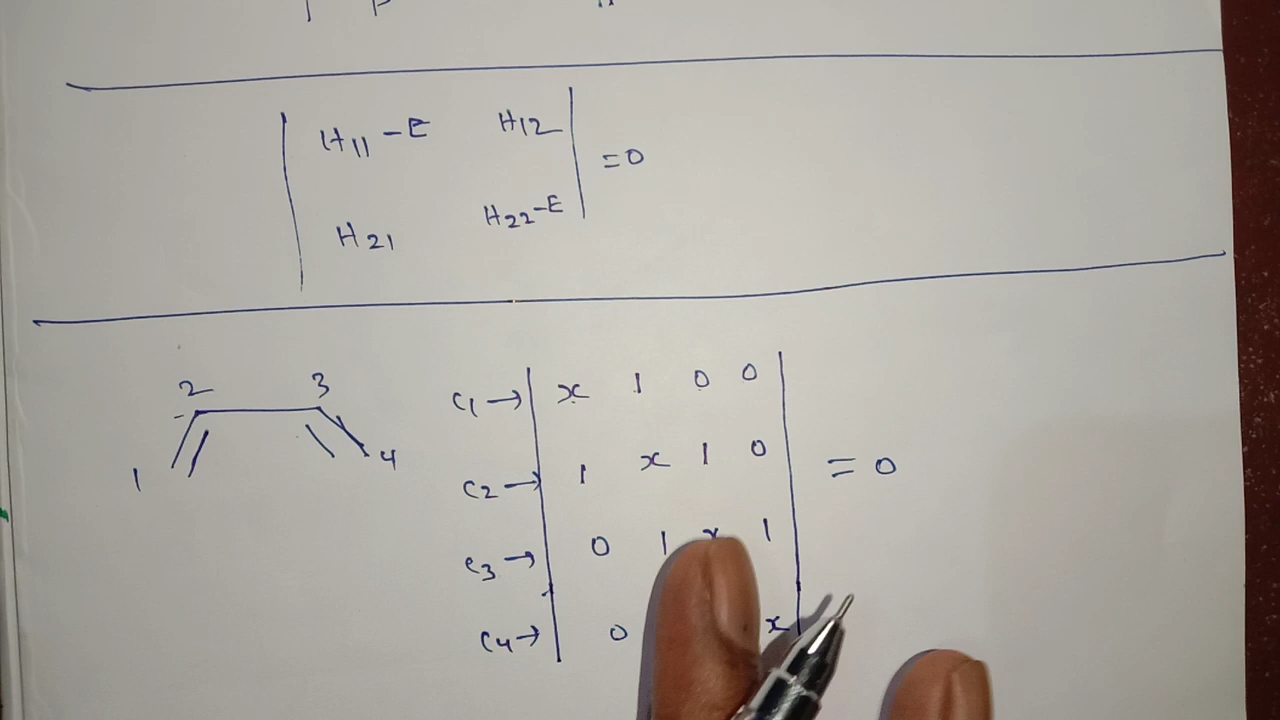 H11-E H12
=0
H21 H22-E
2 3
1 4
C1→ x 1 0 0
C2→ 1 x 1 0
= 0
C3→ 0 1 x 1
C4→ 0 x